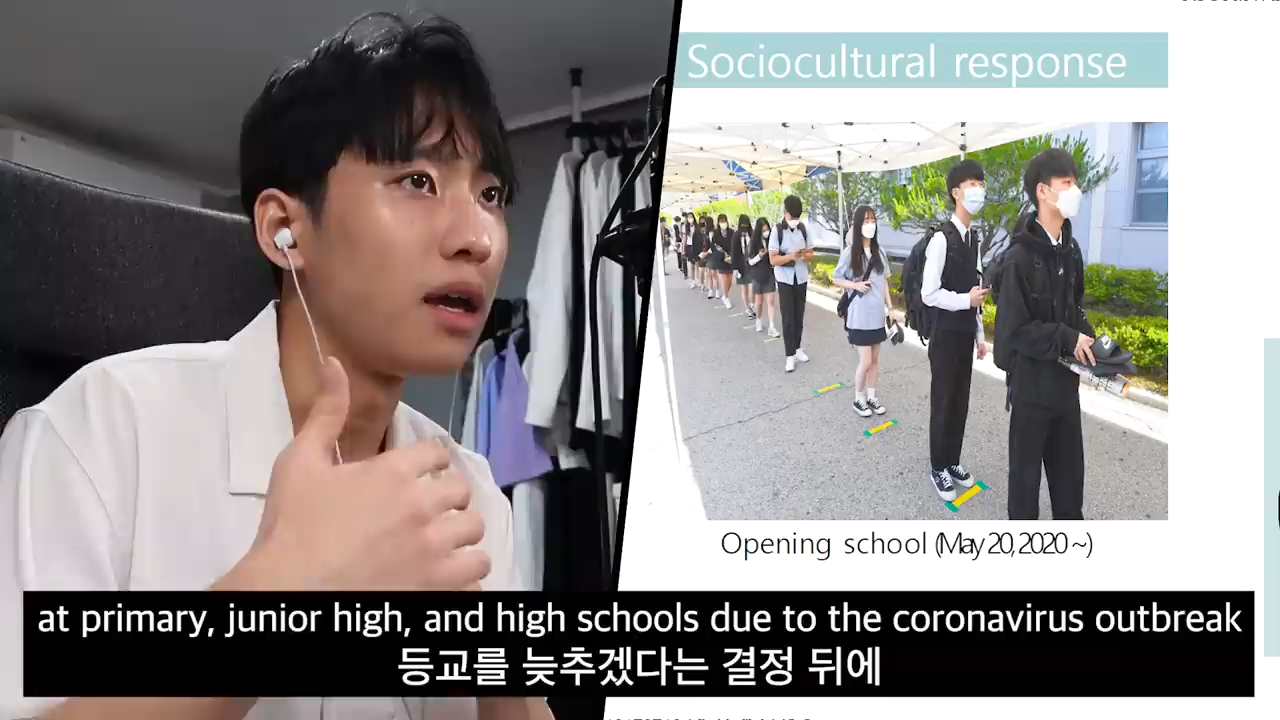 Sociocultural response
Opening school (May 20, 2020 ~)
at primary, junior high, and high schools due to the coronavirus outbreak
등교를 늦추겠다는 결정 뒤에